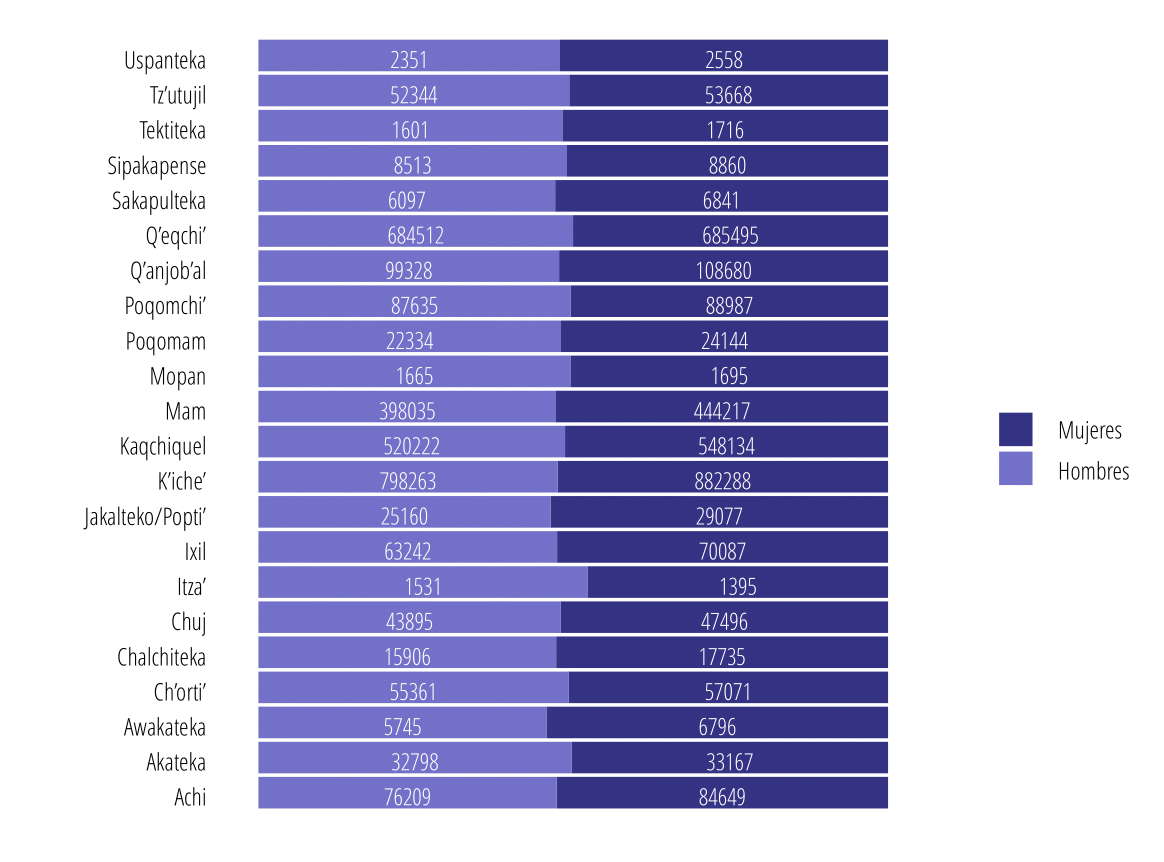 Uspanteka 2351 2558
Tz’utujil 52344 53668
Tektiteka 1601 1716
Sipakapense 8513 8860
Sakapulteka 6097 6841
Q’eqchi’ 684512 685495
Q’anjob’al 99328 108680
Poqomchi’ 87635 88987
Poqomam 22334 24144
Mopan 1665 1695
Mam 398035 444217
Kaqchiquel 520222 548134
K’iche’ 798263 882288
Jakalteko/Popti’ 25160 29077
Ixil 63242 70087
Itza’ 1531 1395
Chuj 43895 47496
Chalchiteka 15906 17735
Ch’orti’ 55361 57071
Awakateka 5745 6796
Akateka 32798 33167
Achi 76209 84649
Mujeres
Hombres